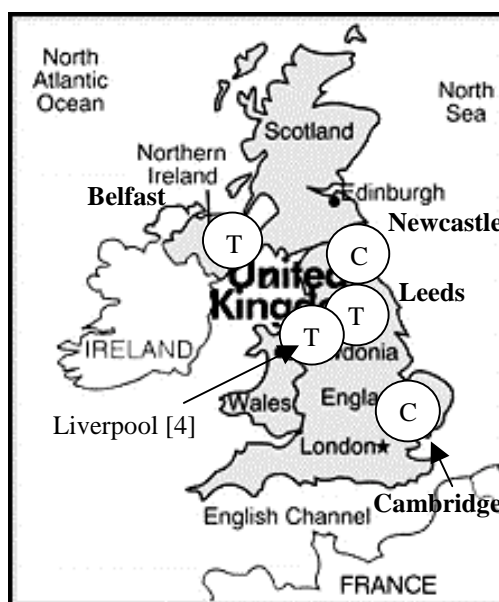 North
Atlantic
Ocean
North
Sea
Scotland
Northern
Ireland
Belfast
Edinburgh
Newcastle
T
C
United
Leeds
T
T
IRELAND
Wales
Liverpool [4]
C
London
Cambridge
English Channel
FRANCE